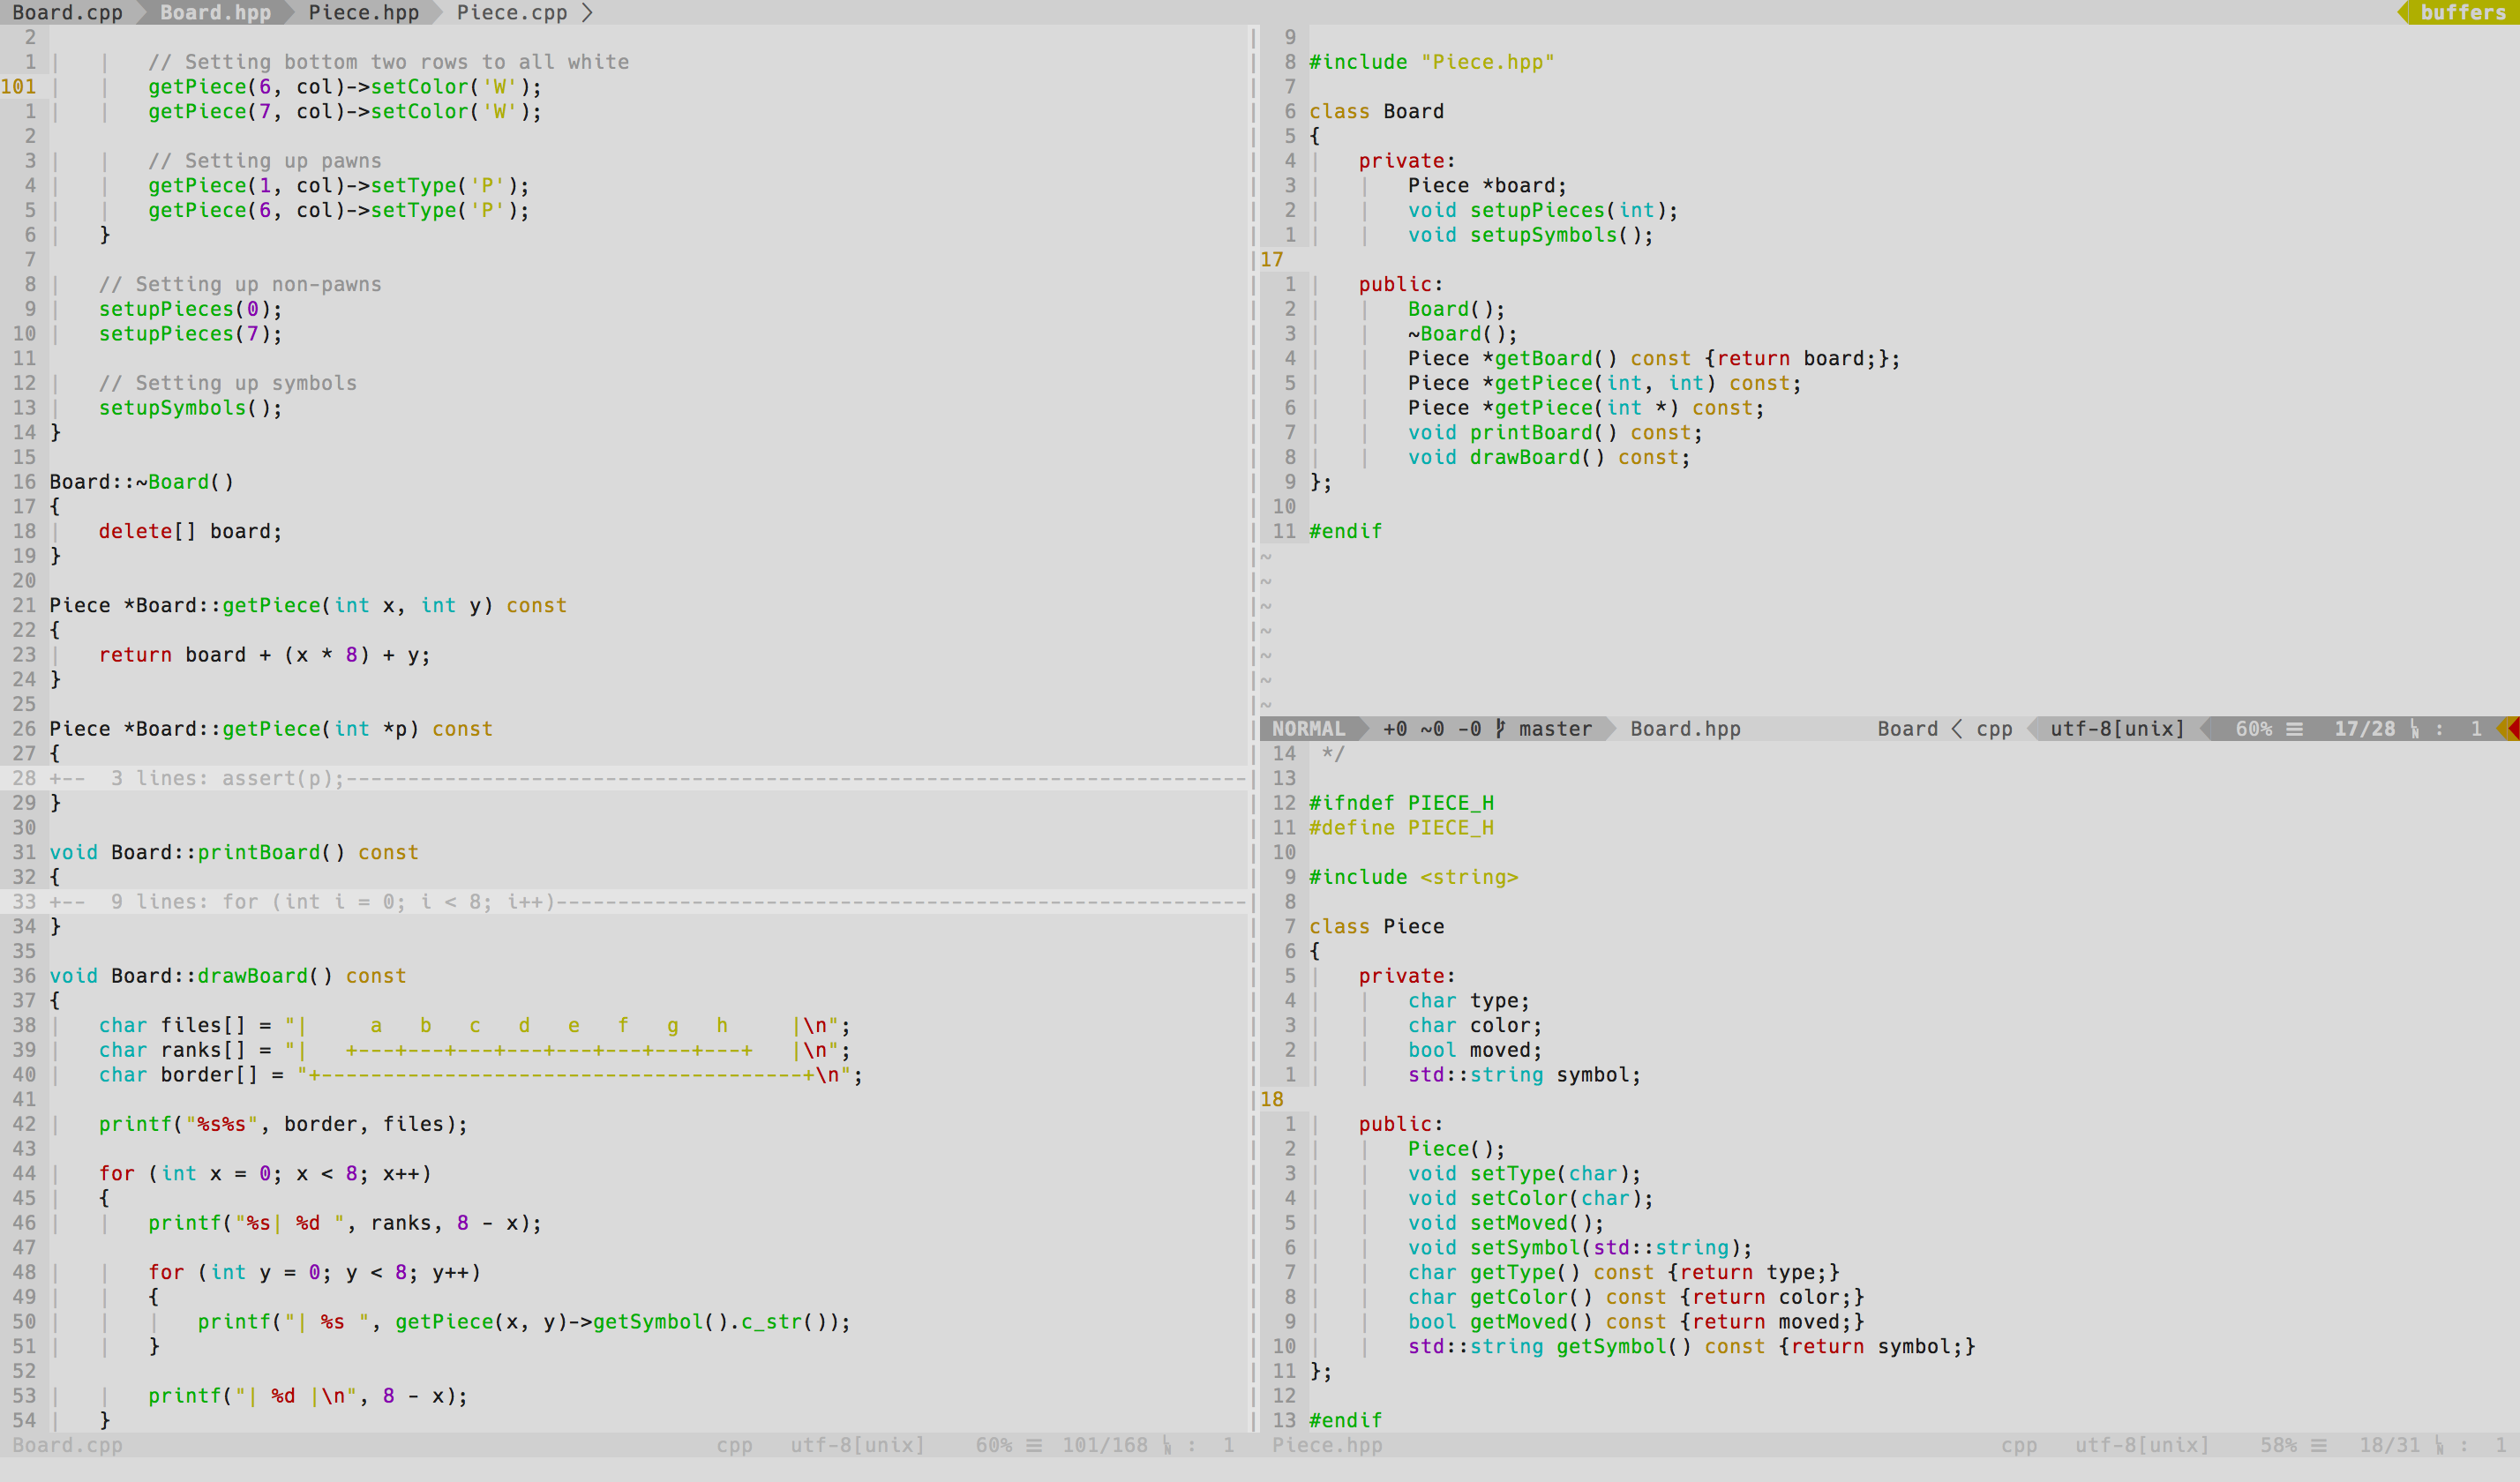 Board.cpp Board.hpp Piece.hpp Piece.cpp buffers
2
1 | | // Setting bottom two rows to all white
101 | | getPiece(6, col)->setColor('W');
1 | | getPiece(7, col)->setColor('W');
2
3 | | // Setting up pawns
4 | | getPiece(1, col)->setType('P');
5 | | getPiece(6, col)->setType('P');
6 | }
7
8 | // Setting up non-pawns
9 | setupPieces(0);
10 | setupPieces(7);
11
12 | // Setting up symbols
13 | setupSymbols();
14 }
15
16 Board::~Board()
17 {
18 | delete[] board;
19 }
20
21 Piece *Board::getPiece(int x, int y) const
22 {
23 | return board + (x * 8) + y;
24 }
25
26 Piece *Board::getPiece(int *p) const
27 {
28 +-- 3 lines: assert(p);-------------------------------------------------------------------------
29 }
30
31 void Board::printBoard() const
32 {
33 +-- 9 lines: for (int i = 0; i < 8; i++)--------------------------------------------------------
34 }
35
36 void Board::drawBoard() const
37 {
38 | char files[] = "|     a   b   c   d   e   f   g   h     |\n";
39 | char ranks[] = "|   +---+---+---+---+---+---+---+---+   |\n";
40 | char border[] = "+---------------------------------------+\n";
41
42 | printf("%s%s", border, files);
43
44 | for (int x = 0; x < 8; x++)
45 | {
46 | | printf("%s| %d ", ranks, 8 - x);
47
48 | | for (int y = 0; y < 8; y++)
49 | | {
50 | | | printf("| %s ", getPiece(x, y)->getSymbol().c_str());
51 | | }
52
53 | | printf("| %d |\n", 8 - x);
54 | }
Board.cpp cpp utf-8[unix] 60% ☰ 101/168 ㏑ : 1
9
8 #include "Piece.hpp"
7
6 class Board
5 {
4 | private:
3 | | Piece *board;
2 | | void setupPieces(int);
1 | | void setupSymbols();
17
1 | public:
2 | | Board();
3 | | ~Board();
4 | | Piece *getBoard() const {return board;};
5 | | Piece *getPiece(int, int) const;
6 | | Piece *getPiece(int *) const;
7 | | void printBoard() const;
8 | | void drawBoard() const;
9 };
10
11 #endif
~
~
~
~
~
~
~
NORMAL +0 ~0 -0 master Board.hpp Board < cpp utf-8[unix] 60% ☰ 17/28 ㏑ : 1
14 */
13
12 #ifndef PIECE_H
11 #define PIECE_H
10
9 #include <string>
8
7 class Piece
6 {
5 | private:
4 | | char type;
3 | | char color;
2 | | bool moved;
1 | | std::string symbol;
18
1 | public:
2 | | Piece();
3 | | void setType(char);
4 | | void setColor(char);
5 | | void setMoved();
6 | | void setSymbol(std::string);
7 | | char getType() const {return type;}
8 | | char getColor() const {return color;}
9 | | bool getMoved() const {return moved;}
10 | | std::string getSymbol() const {return symbol;}
11 };
12
13 #endif
Piece.hpp cpp utf-8[unix] 58% ☰ 18/31 ㏑ : 1